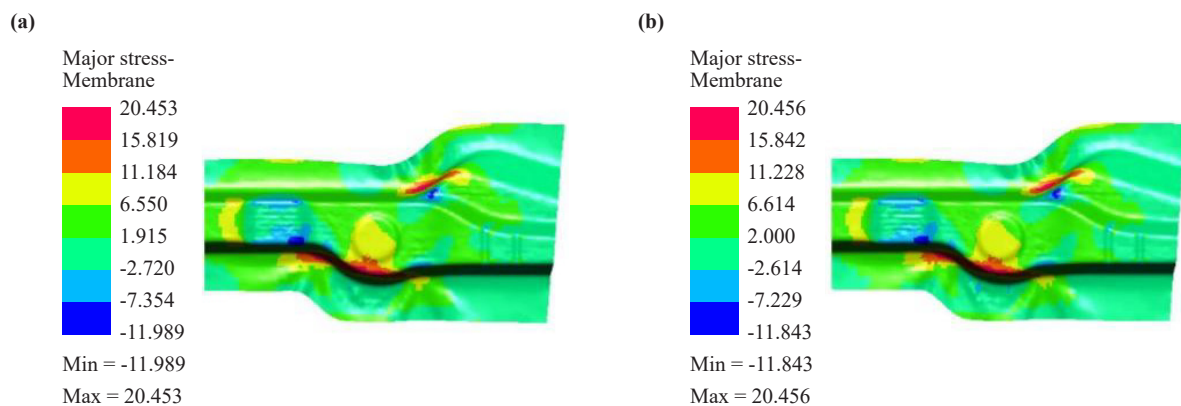 (a)
Major stress-
Membrane
20.453
15.819
11.184
6.550
1.915
-2.720
-7.354
-11.989
Min = -11.989
Max = 20.453
(b)
Major stress-
Membrane
20.456
15.842
11.228
6.614
2.000
-2.614
-7.229
-11.843
Min = -11.843
Max = 20.456